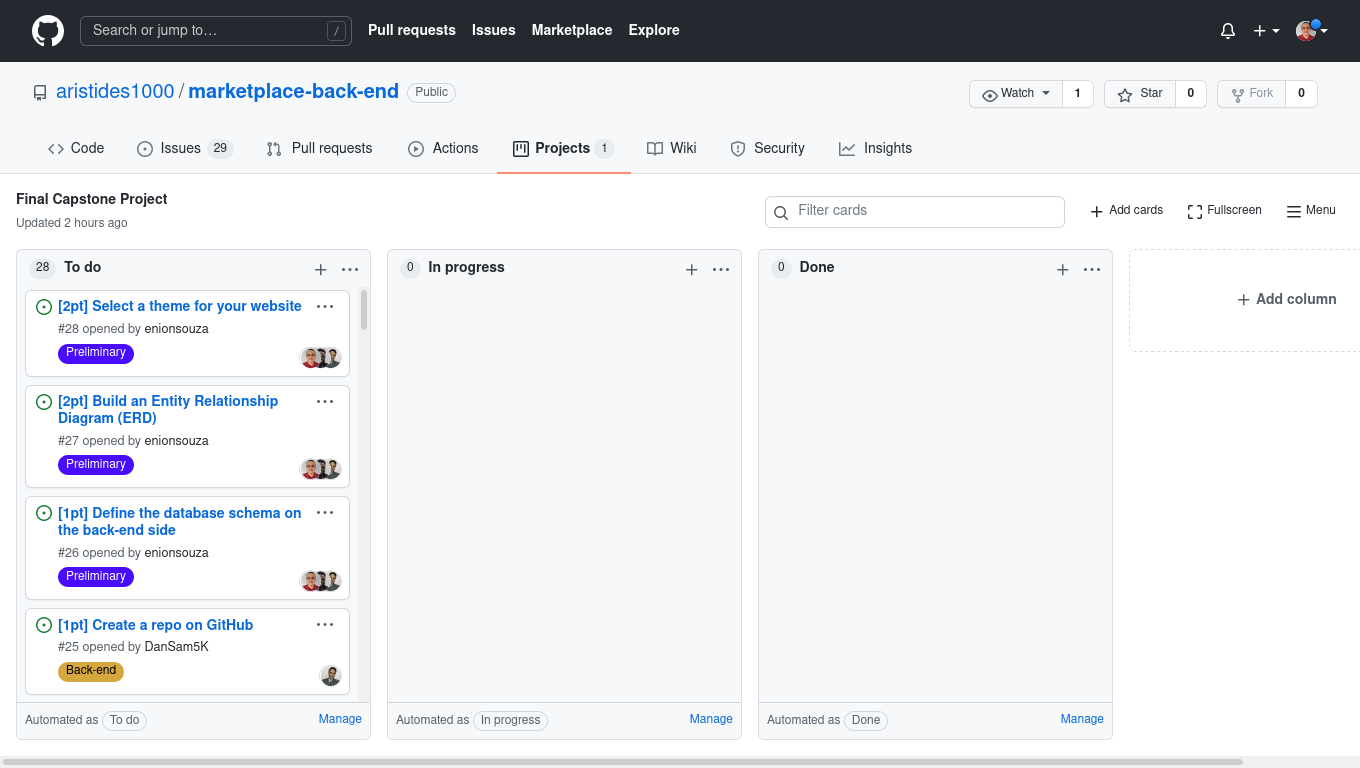 Search or jump to… /
Pull requests Issues Marketplace Explore
aristides1000 / marketplace-back-end Public
Watch 1 Star 0 Fork 0
Code Issues 29 Pull requests Actions Projects 1 Wiki Security Insights
Final Capstone Project
Updated 2 hours ago
Filter cards
Add cards Fullscreen Menu
28 To do
[2pt] Select a theme for your website
#28 opened by enionsouza
Preliminary
[2pt] Build an Entity Relationship
Diagram (ERD)
#27 opened by enionsouza
Preliminary
[1pt] Define the database schema on
the back-end side
#26 opened by enionsouza
Preliminary
[1pt] Create a repo on GitHub
#25 opened by DanSam5K
Back-end
Automated as To do Manage
0 In progress
Automated as In progress Manage
0 Done
Automated as Done Manage
Add column